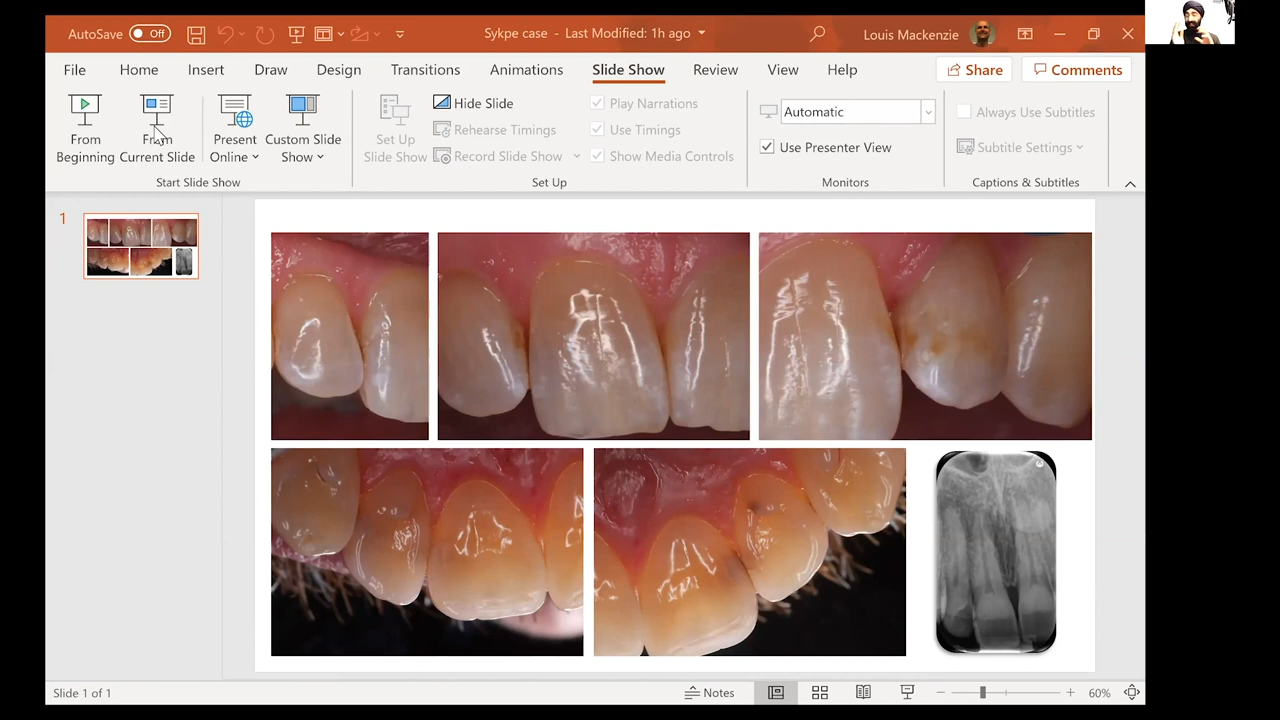 AutoSave Off Sykpe case - Last Modified: 1h ago Louis Mackenzie
File Home Insert Draw Design Transitions Animations Slide Show Review View Help Share Comments
From Beginning
From Current Slide
Present Online
Custom Slide Show
Start Slide Show
Set Up Slide Show
Hide Slide
Rehearse Timings
Record Slide Show
Play Narrations
Use Timings
Show Media Controls
Set Up
Automatic
Use Presenter View
Monitors
Always Use Subtitles
Subtitle Settings
Captions & Subtitles
1
Slide 1 of 1 Notes 60%